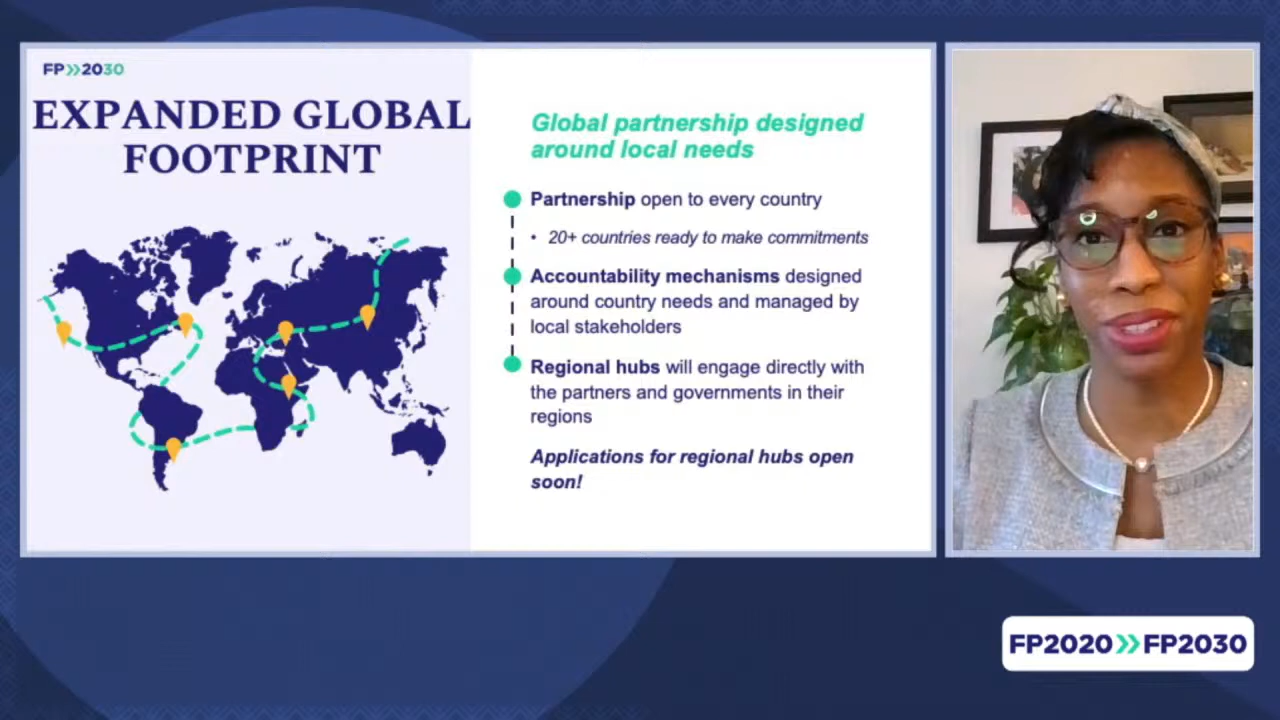 FP»2030
EXPANDED GLOBAL
FOOTPRINT
Global partnership designed
around local needs
Partnership open to every country
• 20+ countries ready to make commitments
Accountability mechanisms designed
around country needs and managed by
local stakeholders
Regional hubs will engage directly with
the partners and governments in their
regions
Applications for regional hubs open
soon!
FP2020»FP2030